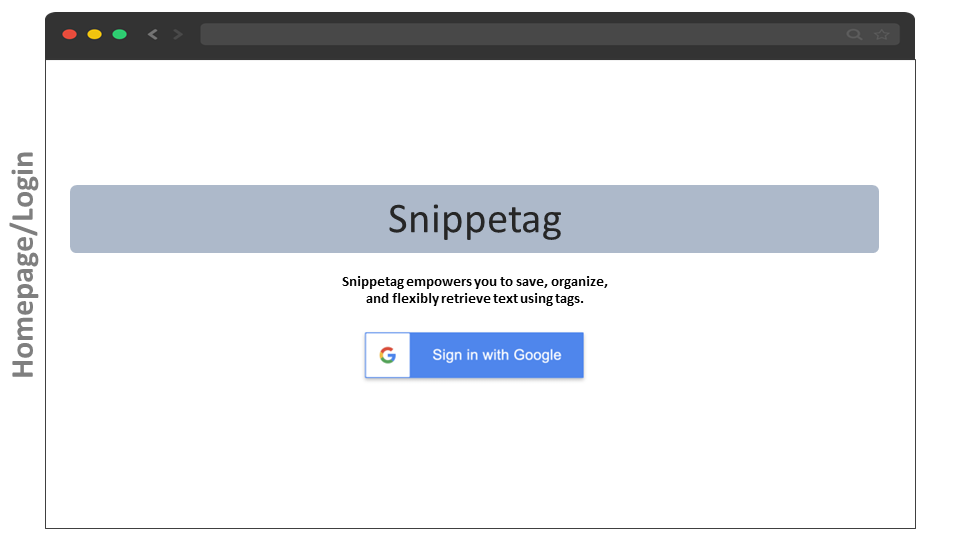 Homepage/Login
Snippetag
Snippetag empowers you to save, organize,
and flexibly retrieve text using tags.
Sign in with Google